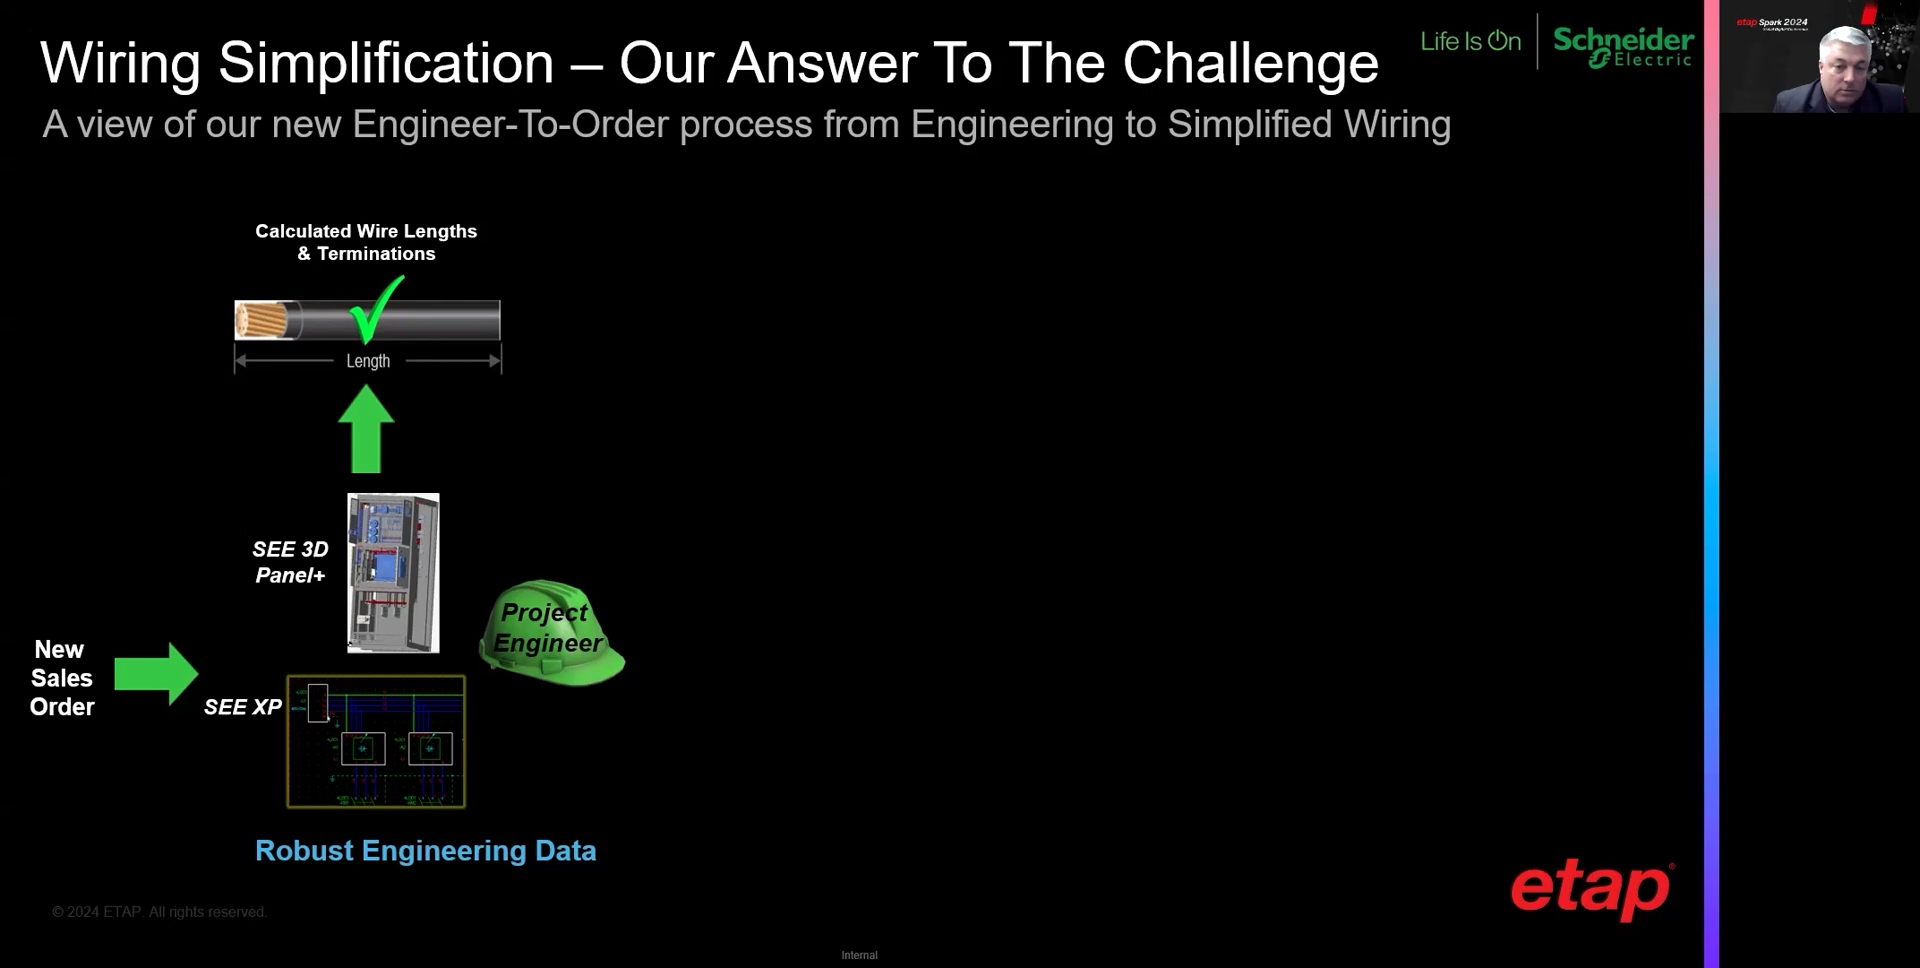 Wiring Simplification – Our Answer To The Challenge
A view of our new Engineer-To-Order process from Engineering to Simplified Wiring
Life Is On
Schneider
Electric
etap Spark 2024
Calculated Wire Lengths
& Terminations
Length
SEE 3D
Panel+
Project
Engineer
New
Sales
Order
SEE XP
Robust Engineering Data
etap®
© 2024 ETAP. All rights reserved.
Internal